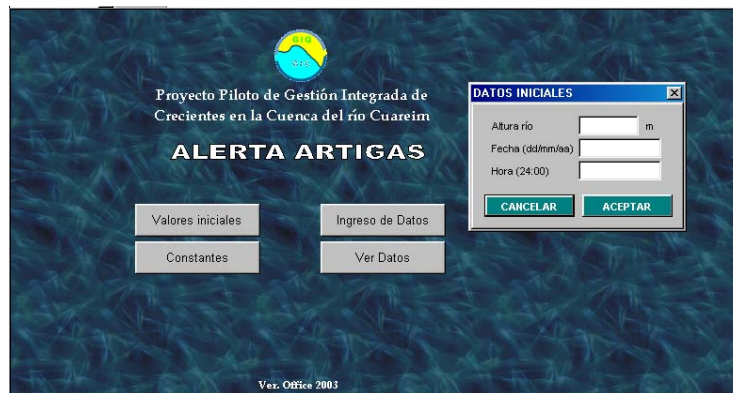 GIQ
Proyecto Piloto de Gestión Integrada de
Crecientes en la Cuenca del río Cuareim
ALERTA ARTIGAS
Valores iniciales
Ingreso de Datos
Constantes
Ver Datos
Ver. Office 2003
DATOS INICIALES
Altura río m
Fecha (dd/mm/aa)
Hora (24:00)
CANCELAR ACEPTAR